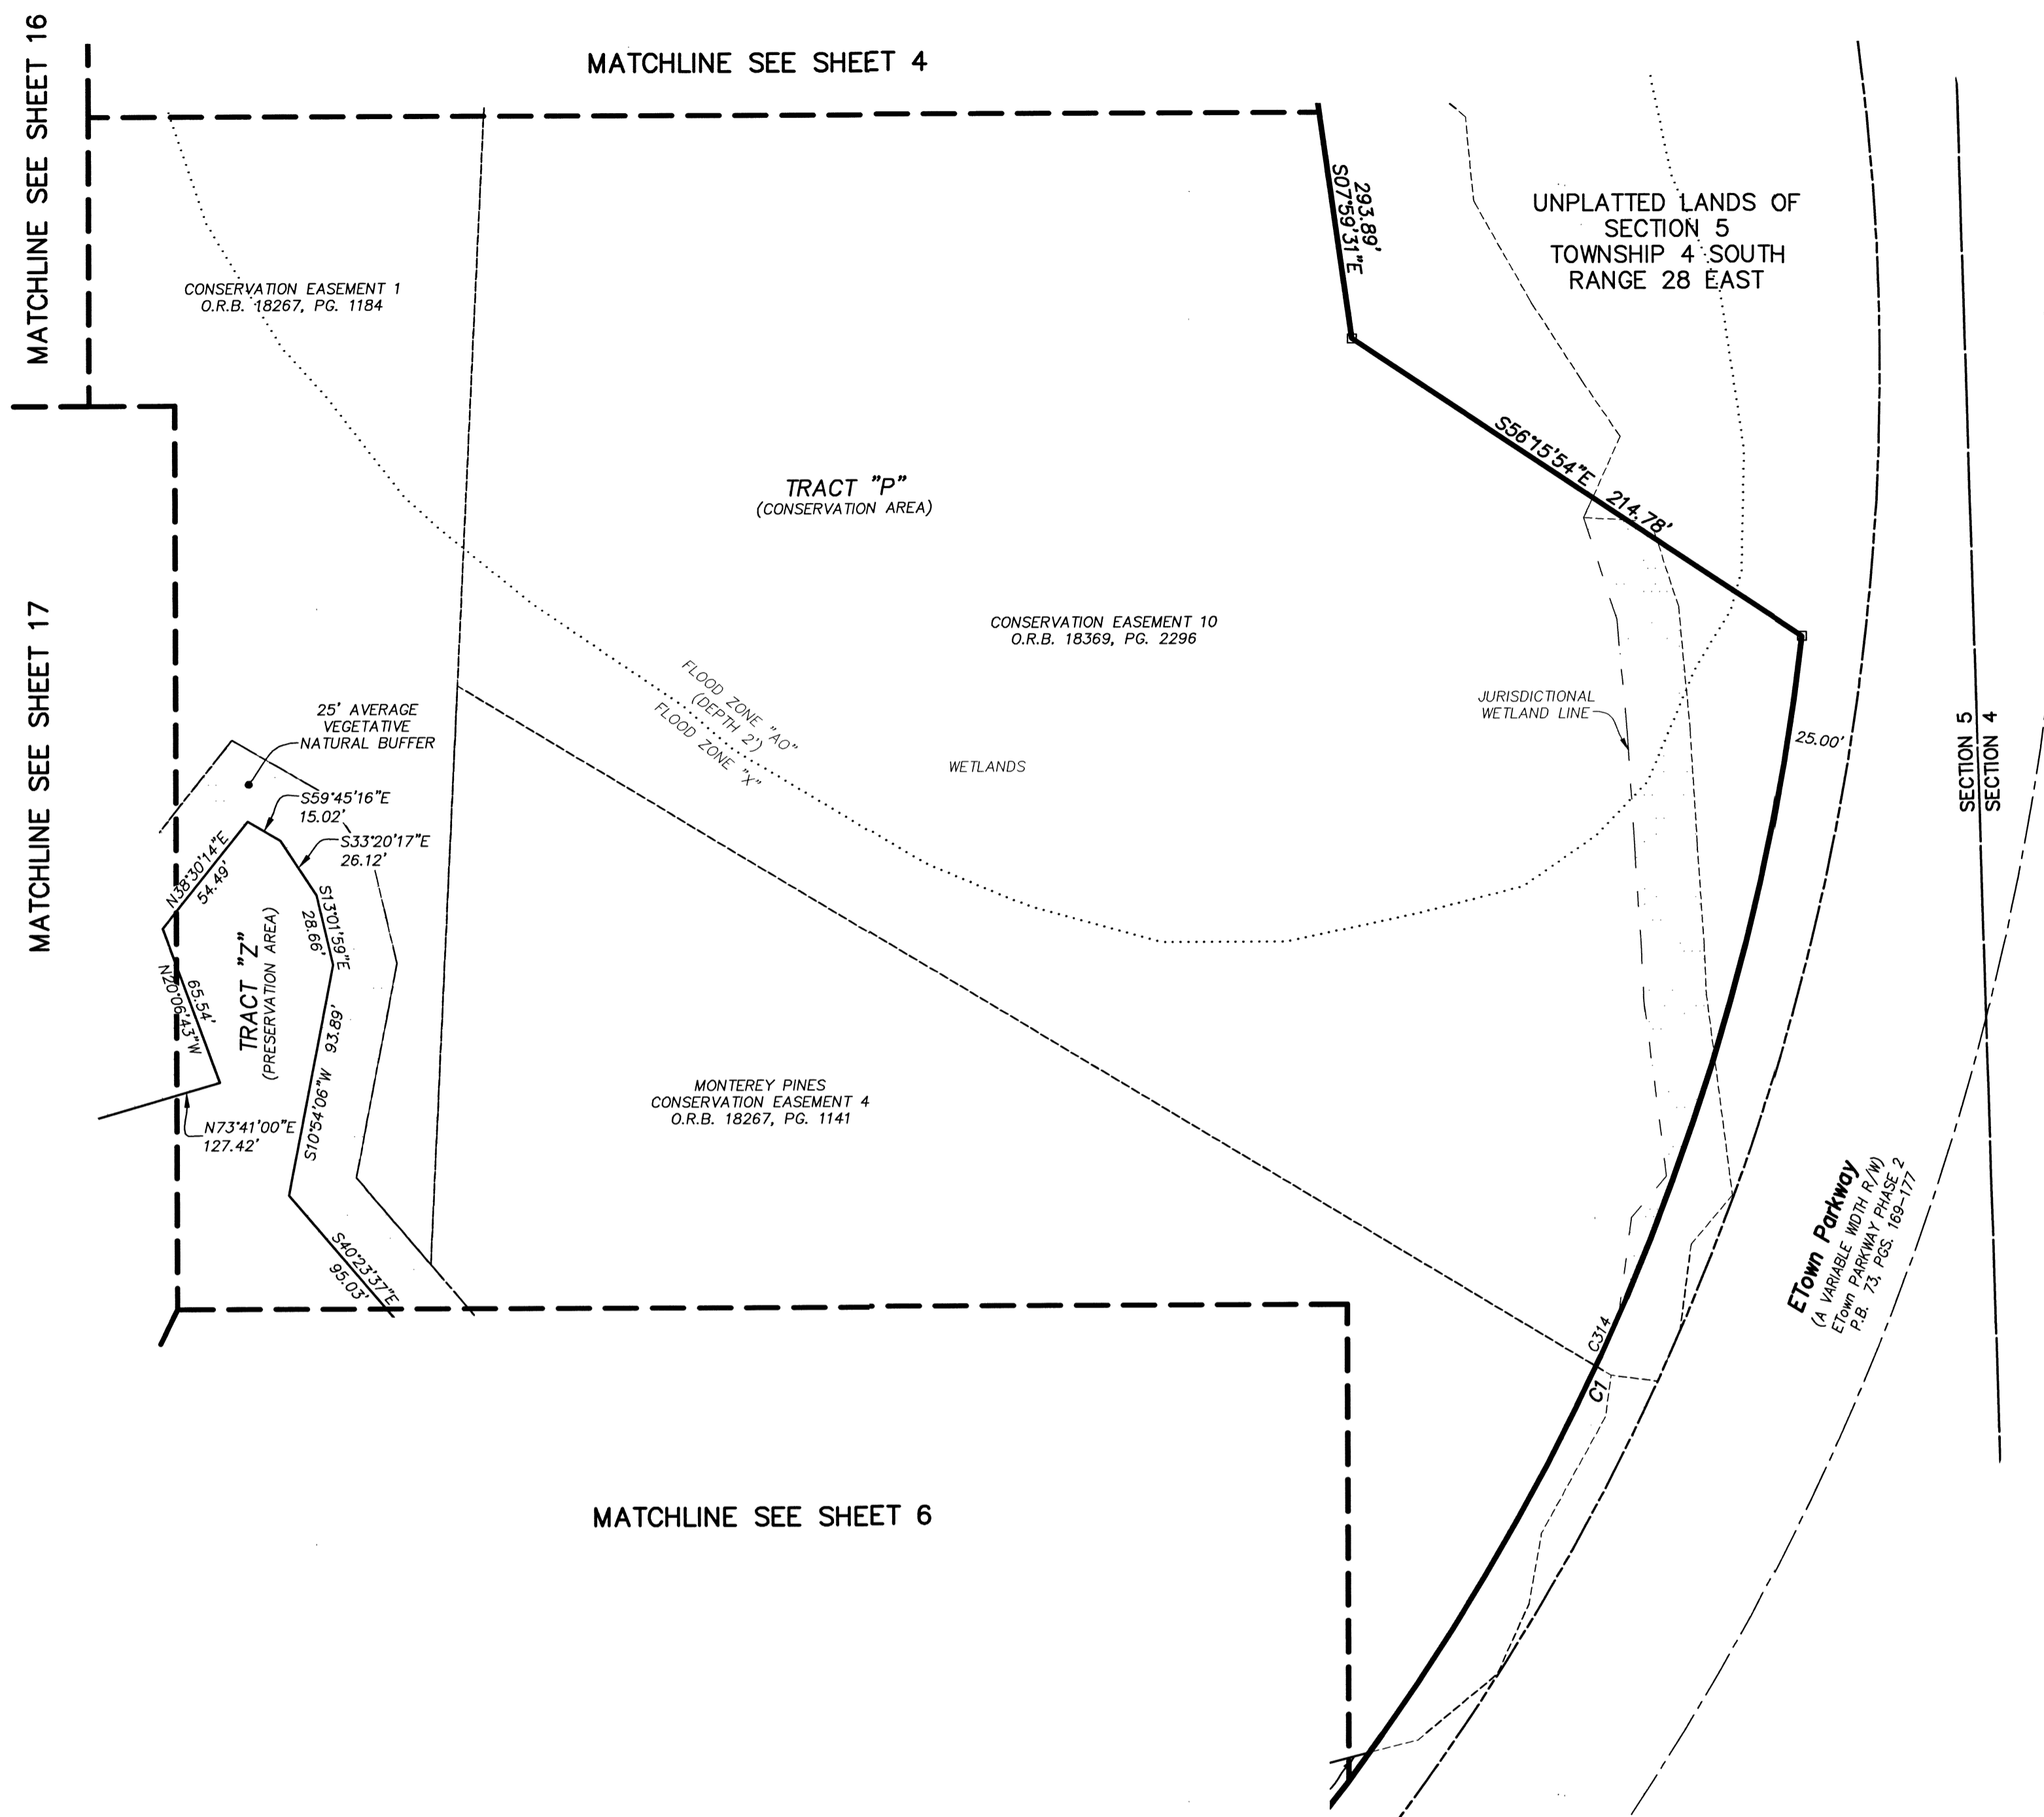 MATCHLINE SEE SHEET 16
MATCHLINE SEE SHEET 4
293.89'
S07°59'31"E
UNPLATTED LANDS OF
SECTION 5
TOWNSHIP 4 SOUTH
RANGE 28 EAST
CONSERVATION EASEMENT 1
O.R.B. 18267, PG. 1184
S56°15'54"E 214.78'
TRACT "P"
(CONSERVATION AREA)
CONSERVATION EASEMENT 10
O.R.B. 18369, PG. 2296
MATCHLINE SEE SHEET 17
FLOOD ZONE "AO"
(DEPTH 2')
FLOOD ZONE "X"
WETLANDS
JURISDICTIONAL
WETLAND LINE
25.00'
SECTION 5
SECTION 4
25' AVERAGE
VEGETATIVE
NATURAL BUFFER
S59°45'16"E
15.02'
S33°20'17"E
26.12'
N38°30'14"E
54.49'
S13°01'59"E
28.66'
TRACT "Z"
(PRESERVATION AREA)
65.54'
N20°06'43"W
S10°54'06"W 93.89'
N73°41'00"E
127.42'
MONTEREY PINES
CONSERVATION EASEMENT 4
O.R.B. 18267, PG. 1141
S40°23'37"E
95.03'
ETown Parkway
(A VARIABLE WIDTH R/W)
ETown PARKWAY PHASE 2
P.B. 73, PGS. 169-177
C314
C1
MATCHLINE SEE SHEET 6